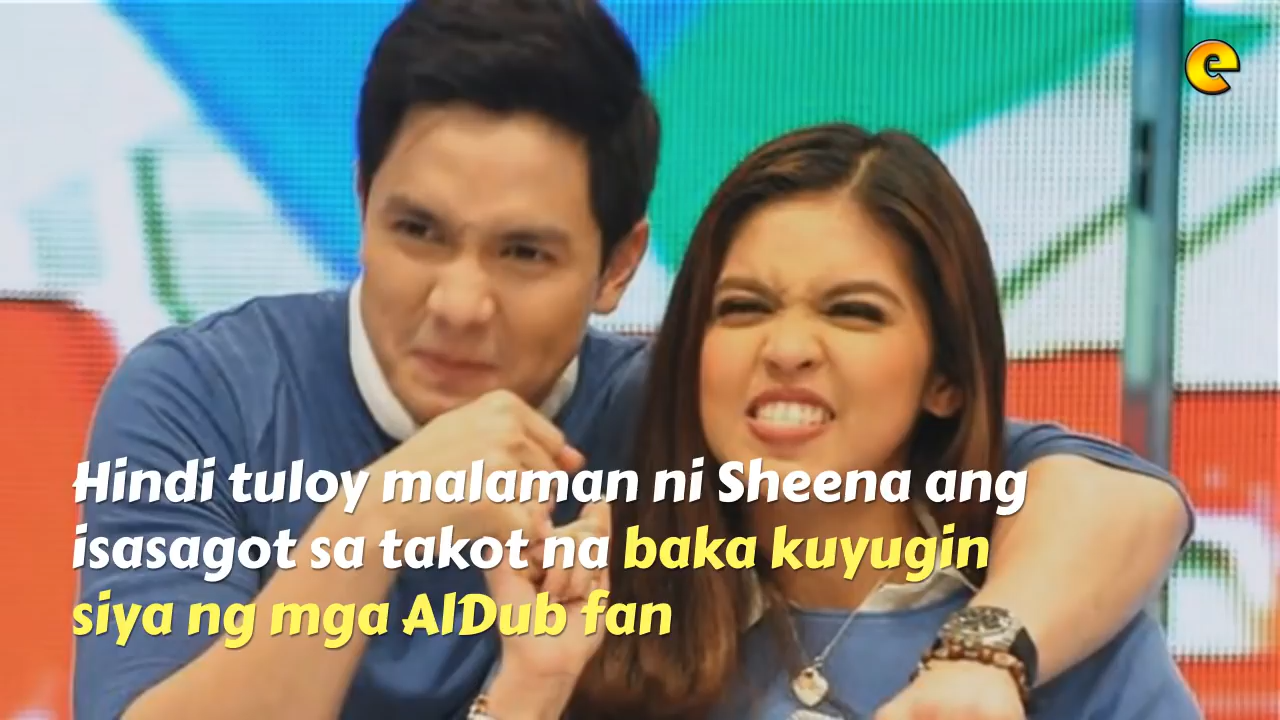 e
Hindi tuloy malaman ni Sheena ang
isasagot sa takot na baka kuyugin
siya ng mga AlDub fan